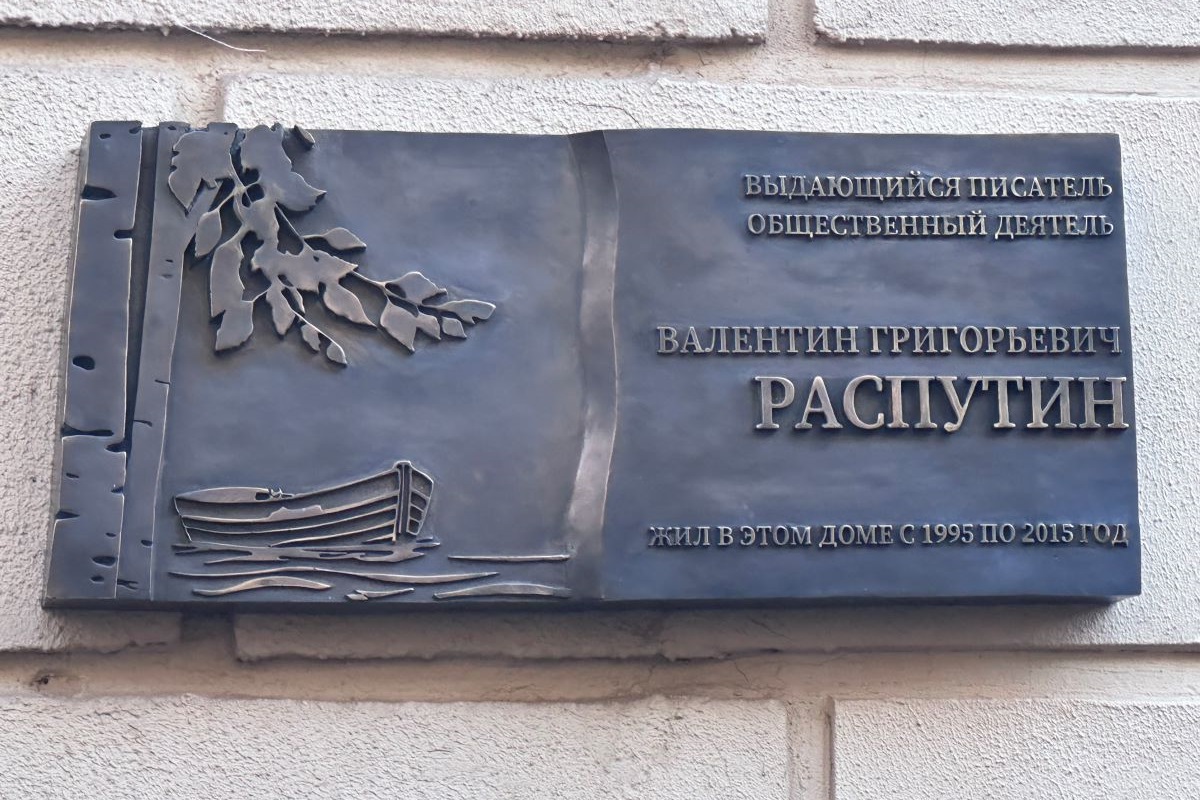 ВЫДАЮЩИЙСЯ ПИСАТЕЛЬ
ОБЩЕСТВЕННЫЙ ДЕЯТЕЛЬ
ВАЛЕНТИН ГРИГОРЬЕВИЧ
РАСПУТИН
ЖИЛ В ЭТОМ ДОМЕ С 1995 ПО 2015 ГОД